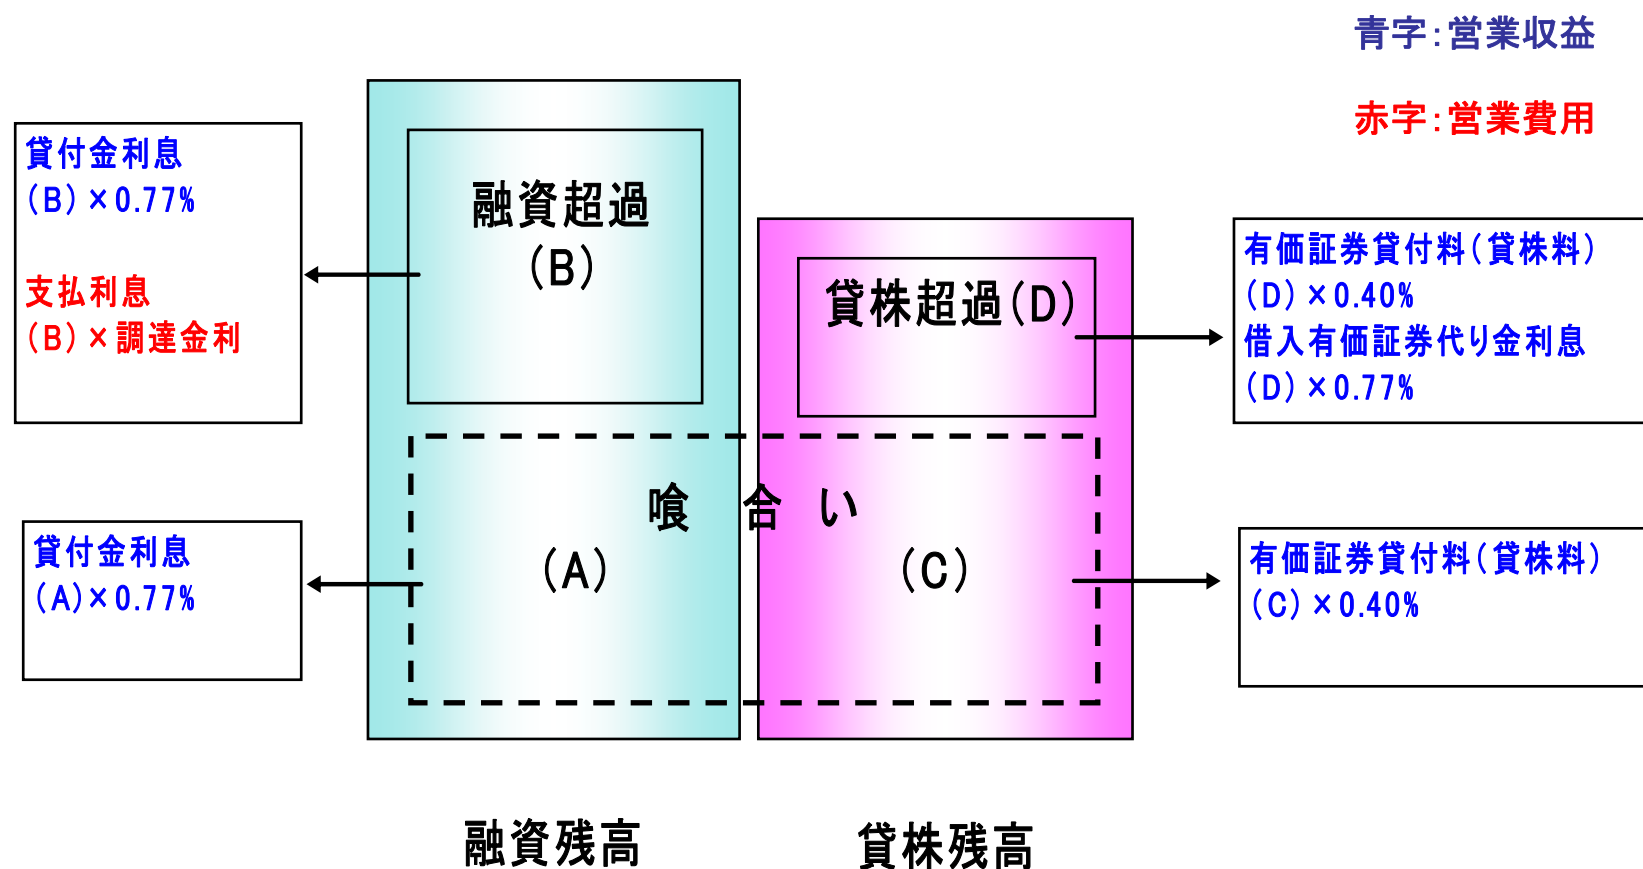 青字:営業収益
赤字:営業費用
貸付金利息
(B)×0.77%
支払利息
(B)×調達金利
融資超過
(B)
貸株超過(D)
有価証券貸付料(貸株料)
(D)×0.40%
借入有価証券代り金利息
(D)×0.77%
喰 合 い
(A)
(C)
貸付金利息
(A)×0.77%
有価証券貸付料(貸株料)
(C)×0.40%
融資残高
貸株残高